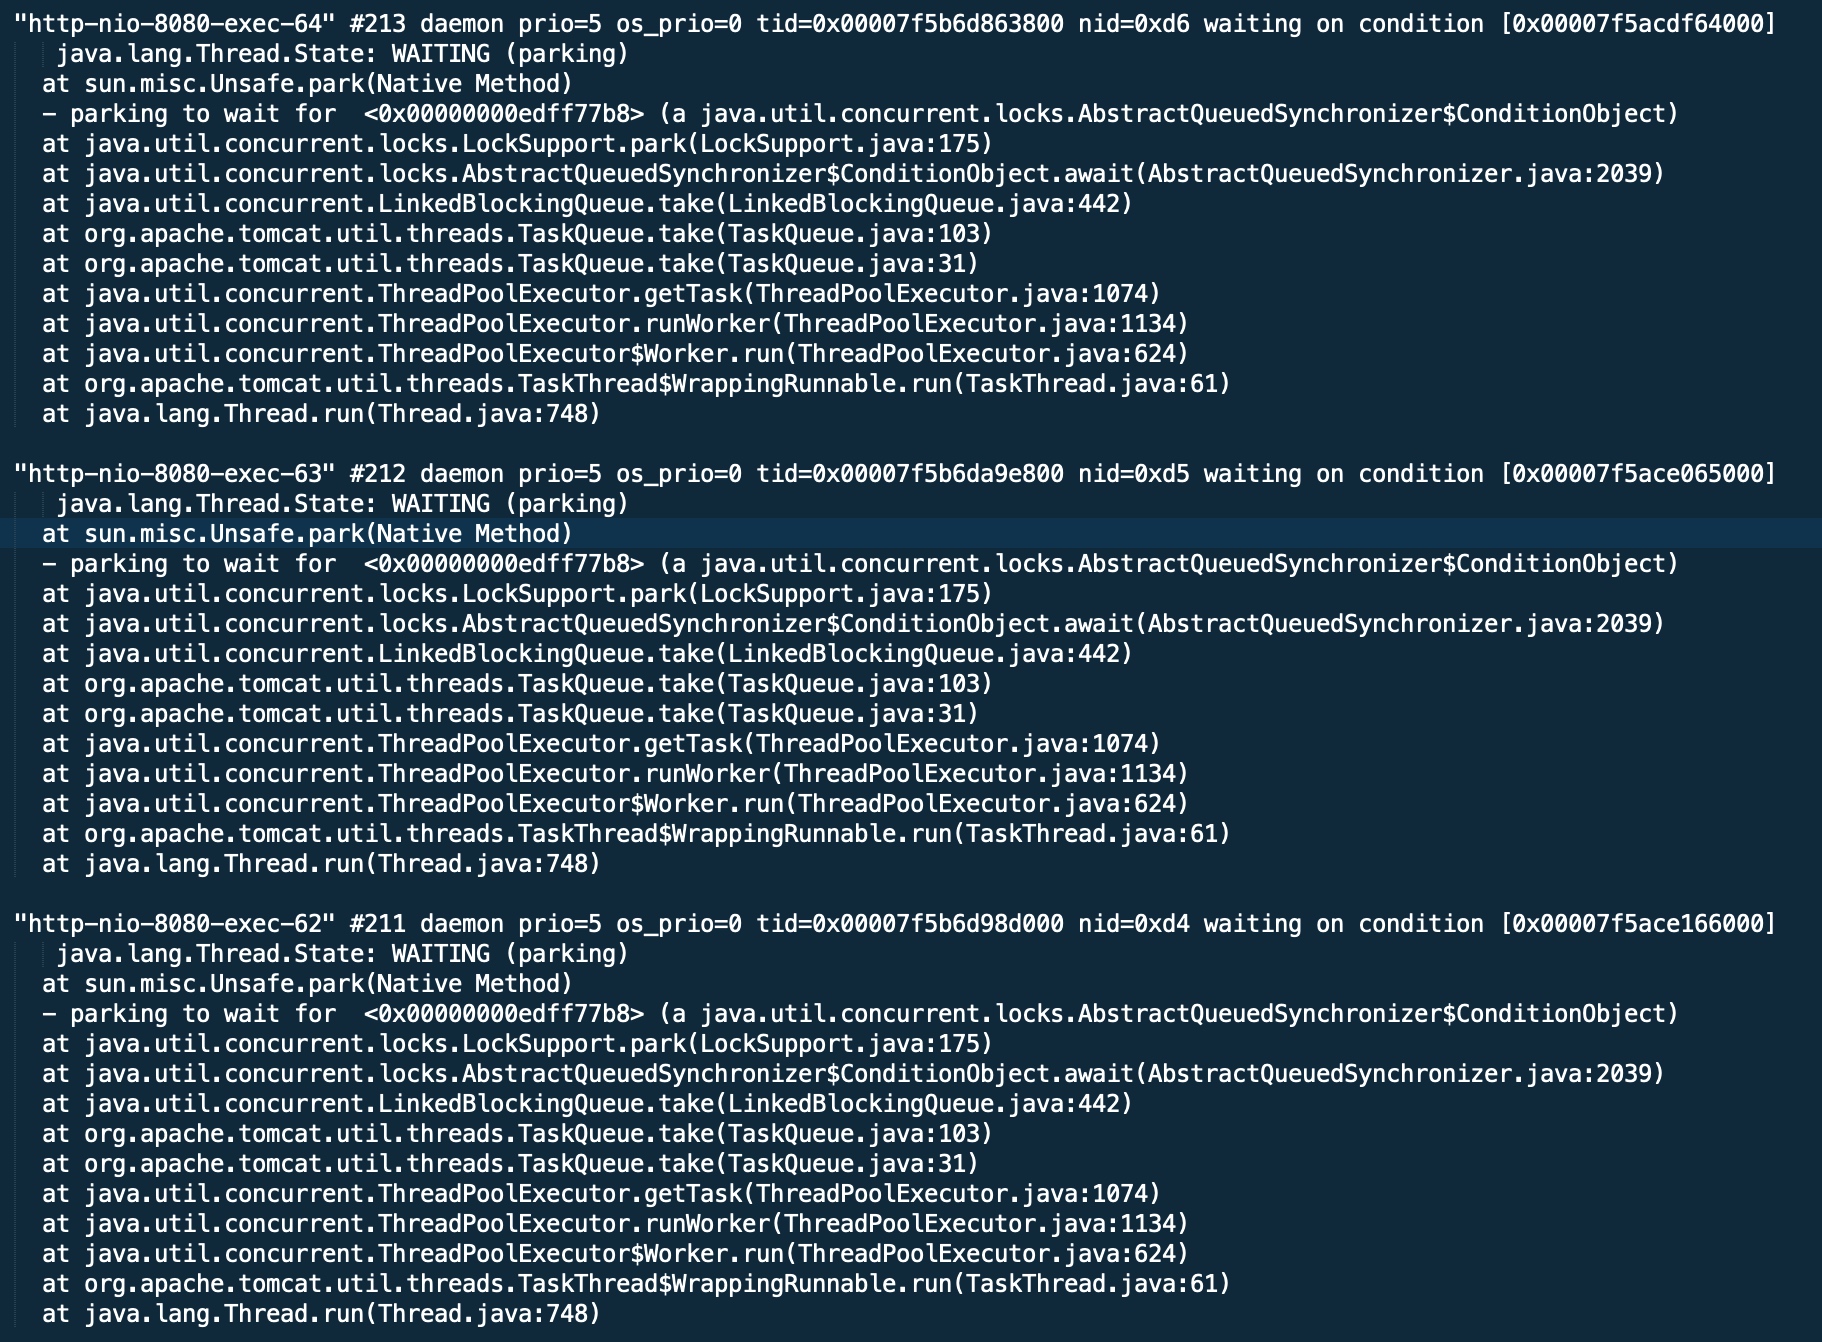 "http-nio-8080-exec-64" #213 daemon prio=5 os_prio=0 tid=0x00007f5b6d863800 nid=0xd6 waiting on condition [0x00007f5acdf64000]
java.lang.Thread.State: WAITING (parking)
at sun.misc.Unsafe.park(Native Method)
– parking to wait for  <0x00000000edff77b8> (a java.util.concurrent.locks.AbstractQueuedSynchronizer$ConditionObject)
at java.util.concurrent.locks.LockSupport.park(LockSupport.java:175)
at java.util.concurrent.locks.AbstractQueuedSynchronizer$ConditionObject.await(AbstractQueuedSynchronizer.java:2039)
at java.util.concurrent.LinkedBlockingQueue.take(LinkedBlockingQueue.java:442)
at org.apache.tomcat.util.threads.TaskQueue.take(TaskQueue.java:103)
at org.apache.tomcat.util.threads.TaskQueue.take(TaskQueue.java:31)
at java.util.concurrent.ThreadPoolExecutor.getTask(ThreadPoolExecutor.java:1074)
at java.util.concurrent.ThreadPoolExecutor.runWorker(ThreadPoolExecutor.java:1134)
at java.util.concurrent.ThreadPoolExecutor$Worker.run(ThreadPoolExecutor.java:624)
at org.apache.tomcat.util.threads.TaskThread$WrappingRunnable.run(TaskThread.java:61)
at java.lang.Thread.run(Thread.java:748)
"http-nio-8080-exec-63" #212 daemon prio=5 os_prio=0 tid=0x00007f5b6da9e800 nid=0xd5 waiting on condition [0x00007f5ace065000]
java.lang.Thread.State: WAITING (parking)
at sun.misc.Unsafe.park(Native Method)
– parking to wait for  <0x00000000edff77b8> (a java.util.concurrent.locks.AbstractQueuedSynchronizer$ConditionObject)
at java.util.concurrent.locks.LockSupport.park(LockSupport.java:175)
at java.util.concurrent.locks.AbstractQueuedSynchronizer$ConditionObject.await(AbstractQueuedSynchronizer.java:2039)
at java.util.concurrent.LinkedBlockingQueue.take(LinkedBlockingQueue.java:442)
at org.apache.tomcat.util.threads.TaskQueue.take(TaskQueue.java:103)
at org.apache.tomcat.util.threads.TaskQueue.take(TaskQueue.java:31)
at java.util.concurrent.ThreadPoolExecutor.getTask(ThreadPoolExecutor.java:1074)
at java.util.concurrent.ThreadPoolExecutor.runWorker(ThreadPoolExecutor.java:1134)
at java.util.concurrent.ThreadPoolExecutor$Worker.run(ThreadPoolExecutor.java:624)
at org.apache.tomcat.util.threads.TaskThread$WrappingRunnable.run(TaskThread.java:61)
at java.lang.Thread.run(Thread.java:748)
"http-nio-8080-exec-62" #211 daemon prio=5 os_prio=0 tid=0x00007f5b6d98d000 nid=0xd4 waiting on condition [0x00007f5ace166000]
java.lang.Thread.State: WAITING (parking)
at sun.misc.Unsafe.park(Native Method)
– parking to wait for  <0x00000000edff77b8> (a java.util.concurrent.locks.AbstractQueuedSynchronizer$ConditionObject)
at java.util.concurrent.locks.LockSupport.park(LockSupport.java:175)
at java.util.concurrent.locks.AbstractQueuedSynchronizer$ConditionObject.await(AbstractQueuedSynchronizer.java:2039)
at java.util.concurrent.LinkedBlockingQueue.take(LinkedBlockingQueue.java:442)
at org.apache.tomcat.util.threads.TaskQueue.take(TaskQueue.java:103)
at org.apache.tomcat.util.threads.TaskQueue.take(TaskQueue.java:31)
at java.util.concurrent.ThreadPoolExecutor.getTask(ThreadPoolExecutor.java:1074)
at java.util.concurrent.ThreadPoolExecutor.runWorker(ThreadPoolExecutor.java:1134)
at java.util.concurrent.ThreadPoolExecutor$Worker.run(ThreadPoolExecutor.java:624)
at org.apache.tomcat.util.threads.TaskThread$WrappingRunnable.run(TaskThread.java:61)
at java.lang.Thread.run(Thread.java:748)